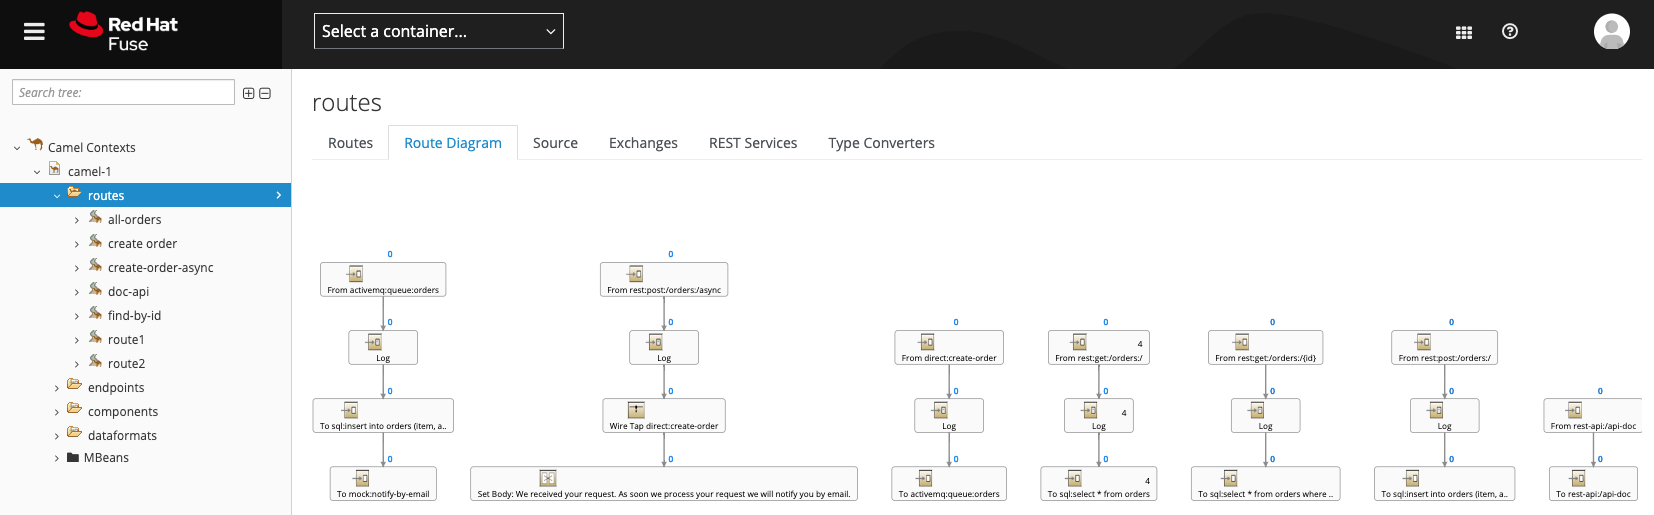 Red Hat
Fuse
Select a container...
Search tree:
Camel Contexts
camel-1
routes
all-orders
create order
create-order-async
doc-api
find-by-id
route1
route2
endpoints
components
dataformats
MBeans
routes
Routes Route Diagram Source Exchanges REST Services Type Converters
0 0
From activemq:queue:orders From rest:post:/orders:/async
0 0 0 0 0 0
4
Log Log From direct:create-order From rest:get:/orders:/ From rest:get:/orders:/{id} From rest:post:/orders:/
0 0 0 0 0 0 0
4
To sql:insert into orders (item, a.. Wire Tap direct:create-order Log Log Log Log From rest-api:/api-doc
0 0 0 0 0 0 0
4
To mock:notify-by-email Set Body: We received your request. As soon we process your request we will notify you by email. To activemq:queue:orders To sql:select * from orders To sql:select * from orders where .. To sql:insert into orders (item, a.. To rest-api:/api-doc